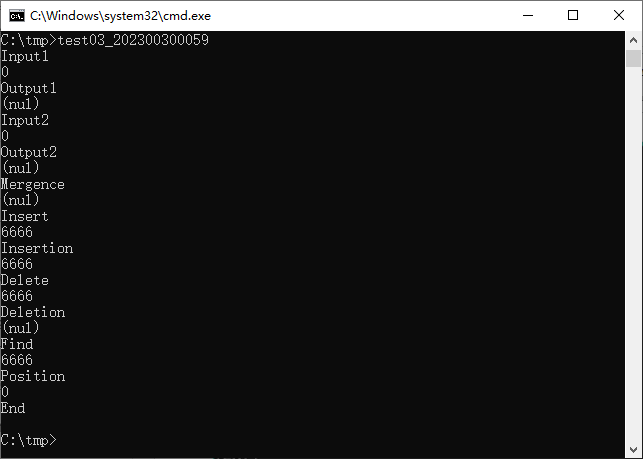 C:\Windows\system32\cmd.exe
C:\tmp>test03_202300300059
Input1
0
Output1
(nul)
Input2
0
Output2
(nul)
Mergence
(nul)
Insert
6666
Insertion
6666
Delete
6666
Deletion
(nul)
Find
6666
Position
0
End
C:\tmp>